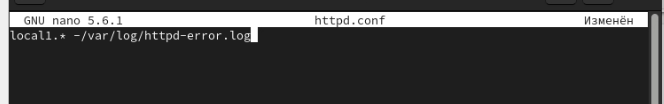 GNU nano 5.6.1 httpd.conf Изменён
local1.* -/var/log/httpd-error.log